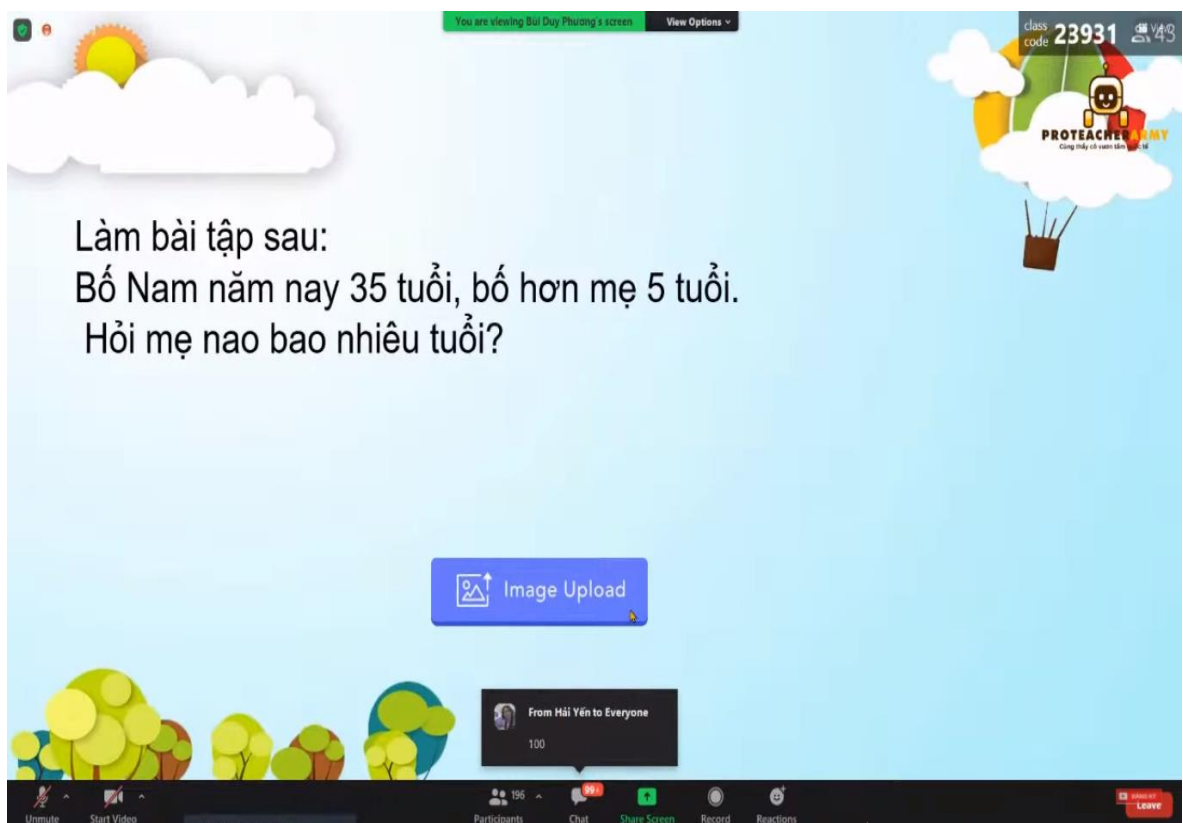 You are viewing Bùi Duy Phương's screen View Options
class code 23931
PROTEACHERARMY
Làm bài tập sau:
Bố Nam năm nay 35 tuổi, bố hơn mẹ 5 tuổi.
Hỏi mẹ nao bao nhiêu tuổi?
Image Upload
From Hải Yến to Everyone
100
Unmute Start Video Participants 196 Chat 99+ Share Screen Record Reactions Leave